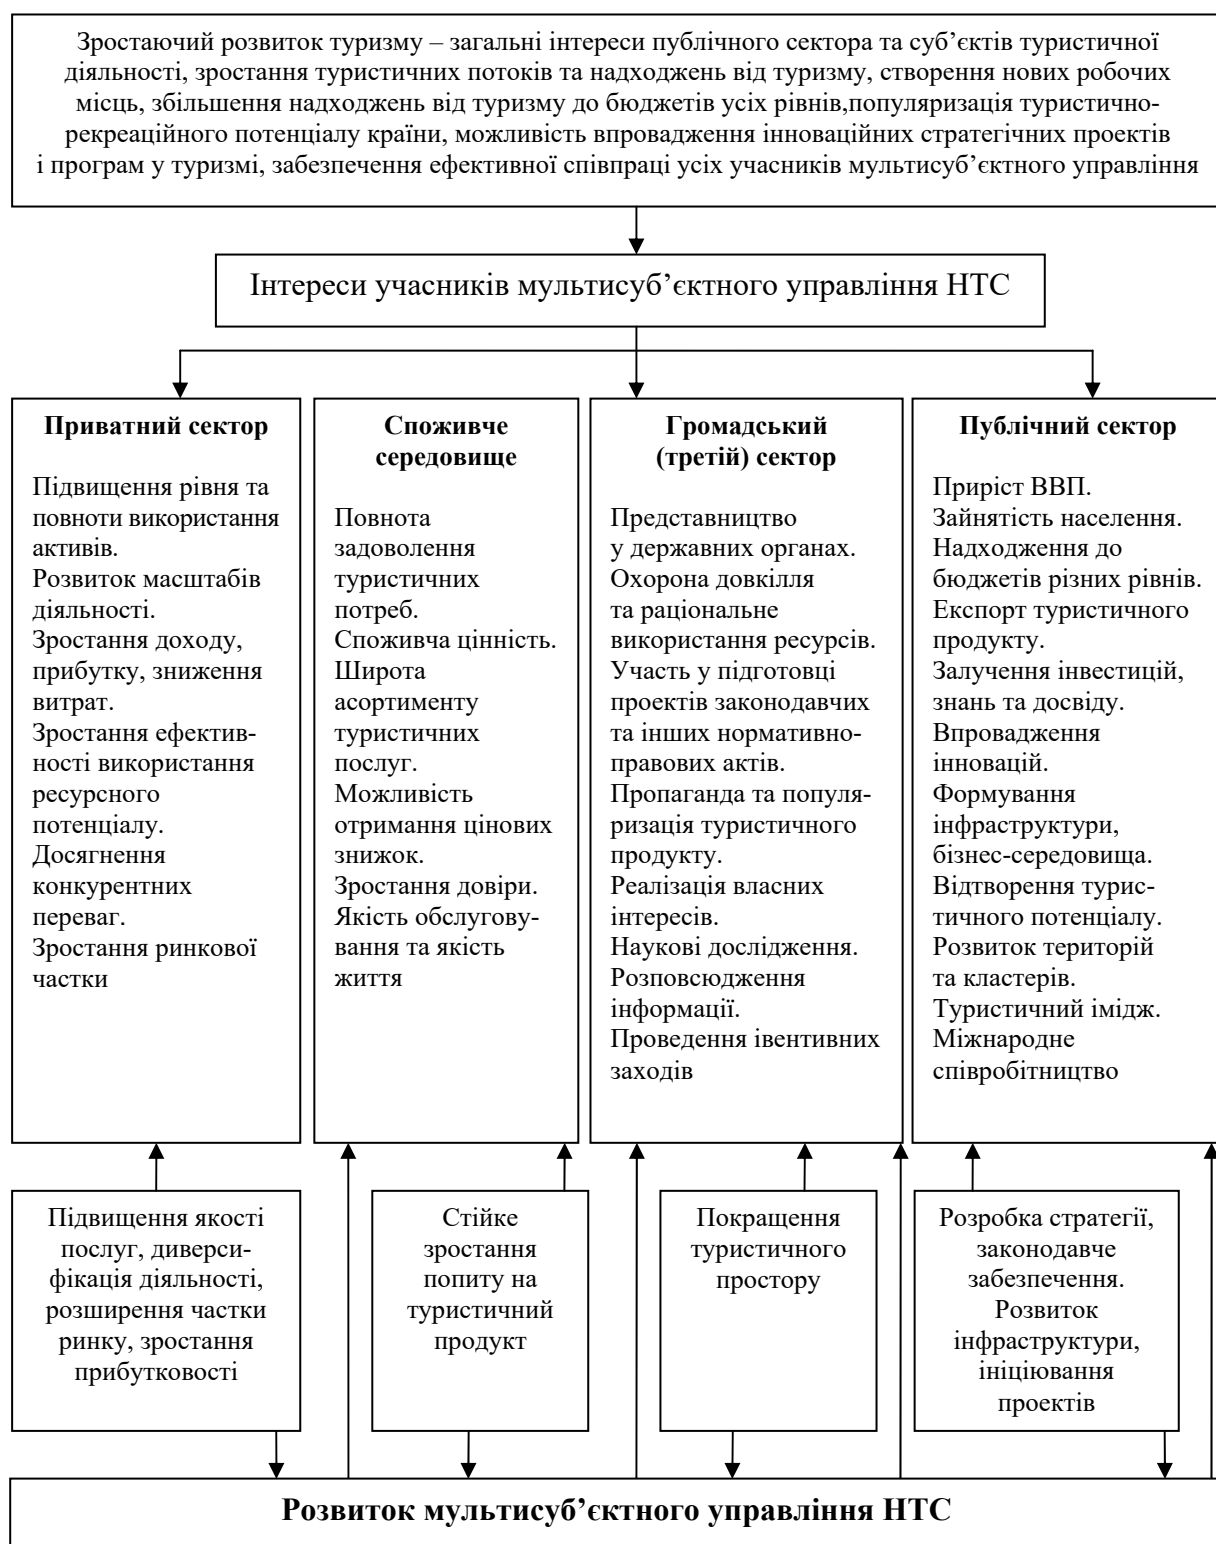 Зростаючий розвиток туризму – загальні інтереси публічного сектора та суб’єктів туристичної
діяльності, зростання туристичних потоків та надходжень від туризму, створення нових робочих
місць, збільшення надходжень від туризму до бюджетів усіх рівнів,популяризація туристично-
рекреаційного потенціалу країни, можливість впровадження інноваційних стратегічних проектів
і програм у туризмі, забезпечення ефективної співпраці усіх учасників мультисуб’єктного управління
Інтереси учасників мультисуб’єктного управління НТС
Приватний сектор
Підвищення рівня та
повноти використання
активів.
Розвиток масштабів
діяльності.
Зростання доходу,
прибутку, зниження
витрат.
Зростання ефектив-
ності використання
ресурсного
потенціалу.
Досягнення
конкурентних
переваг.
Зростання ринкової
частки
Споживче
середовище
Повнота
задоволення
туристичних
потреб.
Споживча цінність.
Широта
асортименту
туристичних
послуг.
Можливість
отримання цінових
знижок.
Зростання довіри.
Якість обслугову-
вання та якість
життя
Громадський
(третій) сектор
Представництво
у державних органах.
Охорона довкілля
та раціональне
використання ресурсів.
Участь у підготовці
проектів законодавчих
та інших нормативно-
правових актів.
Пропаганда та популя-
ризація туристичного
продукту.
Реалізація власних
інтересів.
Наукові дослідження.
Розповсюдження
інформації.
Проведення івентивних
заходів
Публічний сектор
Приріст ВВП.
Зайнятість населення.
Надходження до
бюджетів різних рівнів.
Експорт туристичного
продукту.
Залучення інвестицій,
знань та досвіду.
Впровадження
інновацій.
Формування
інфраструктури,
бізнес-середовища.
Відтворення турис-
тичного потенціалу.
Розвиток територій
та кластерів.
Туристичний імідж.
Міжнародне
співробітництво
Підвищення якості
послуг, диверси-
фікація діяльності,
розширення частки
ринку, зростання
прибутковості
Стійке
зростання
попиту на
туристичний
продукт
Покращення
туристичного
простору
Розробка стратегії,
законодавче
забезпечення.
Розвиток
інфраструктури,
ініціювання
проектів
Розвиток мультисуб’єктного управління НТС